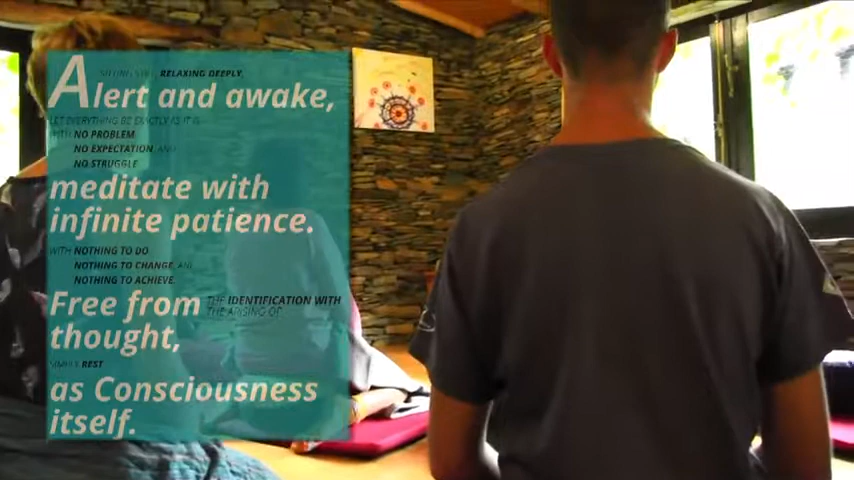 SITTING STILL, RELAXING DEEPLY,
Alert and awake,
LET EVERYTHING BE EXACTLY AS IT IS.
WITH NO PROBLEM
NO EXPECTATION AND
NO STRUGGLE
meditate with
infinite patience.
WITH NOTHING TO DO,
NOTHING TO CHANGE, AND
NOTHING TO ACHIEVE.
Free from THE IDENTIFICATION WITH
THE ARISING OF
thought,
SIMPLY REST
as Consciousness
itself.